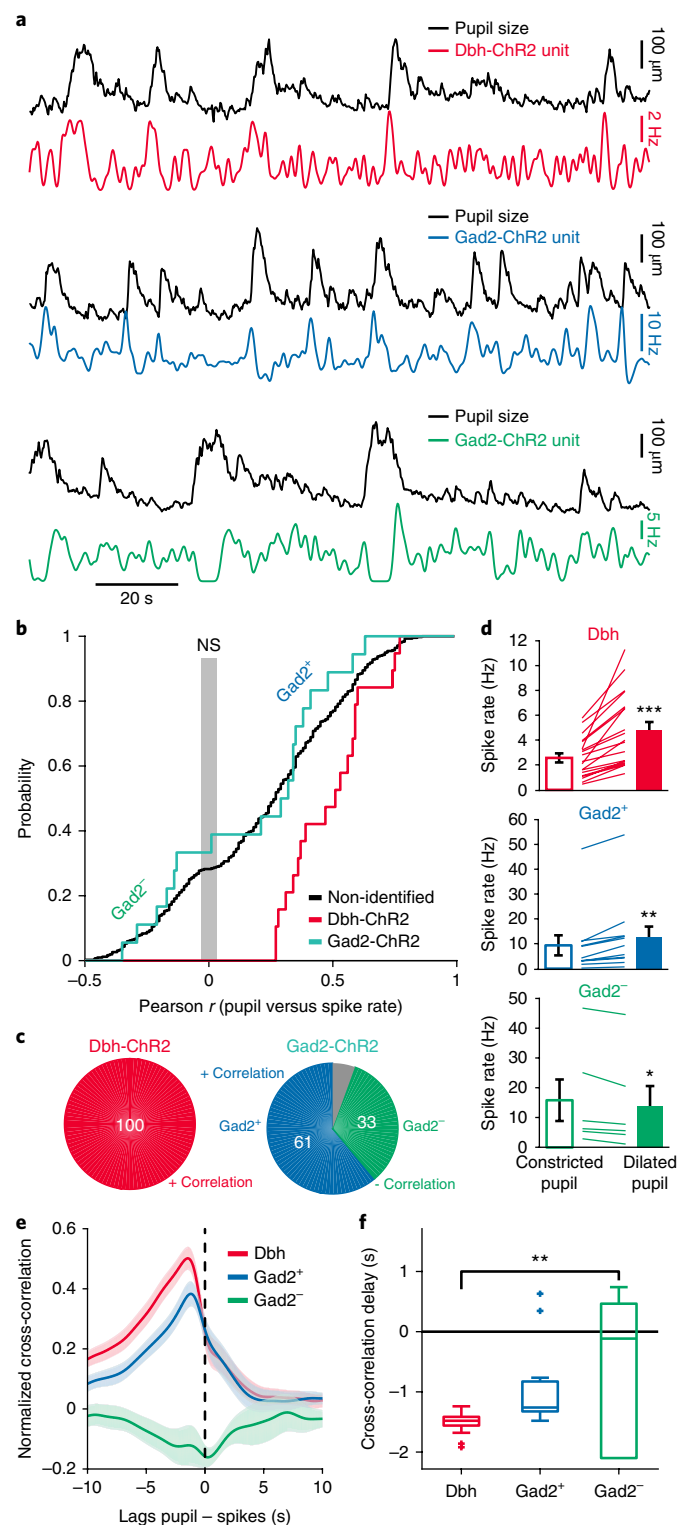 a
Pupil size
Dbh-ChR2 unit
100 µm
2 Hz
Pupil size
Gad2-ChR2 unit
100 µm
10 Hz
Pupil size
Gad2-ChR2 unit
100 µm
5 Hz
20 s
b
NS
1
0.8
0.6
0.4
0.2
0
Probability
Gad2+
Gad2−
Non-identified
Dbh-ChR2
Gad2-ChR2
−0.5
0
0.5
1
Pearson r (pupil versus spike rate)
c
Dbh-ChR2
100
+ Correlation
Gad2-ChR2
+ Correlation
Gad2+
61
33
Gad2−
- Correlation
d
Dbh
12
10
8
6
4
2
0
Spike rate (Hz)
***
Gad2+
60
50
40
30
20
10
0
Spike rate (Hz)
**
Gad2−
50
40
30
20
10
0
Spike rate (Hz)
*
Constricted pupil
Dilated pupil
e
0.6
0.4
0.2
0
−0.2
Normalized cross-correlation
Dbh
Gad2+
Gad2−
−10
−5
0
5
10
Lags pupil – spikes (s)
f
**
1
0
−1
−2
Cross-correlation delay (s)
Dbh
Gad2+
Gad2−